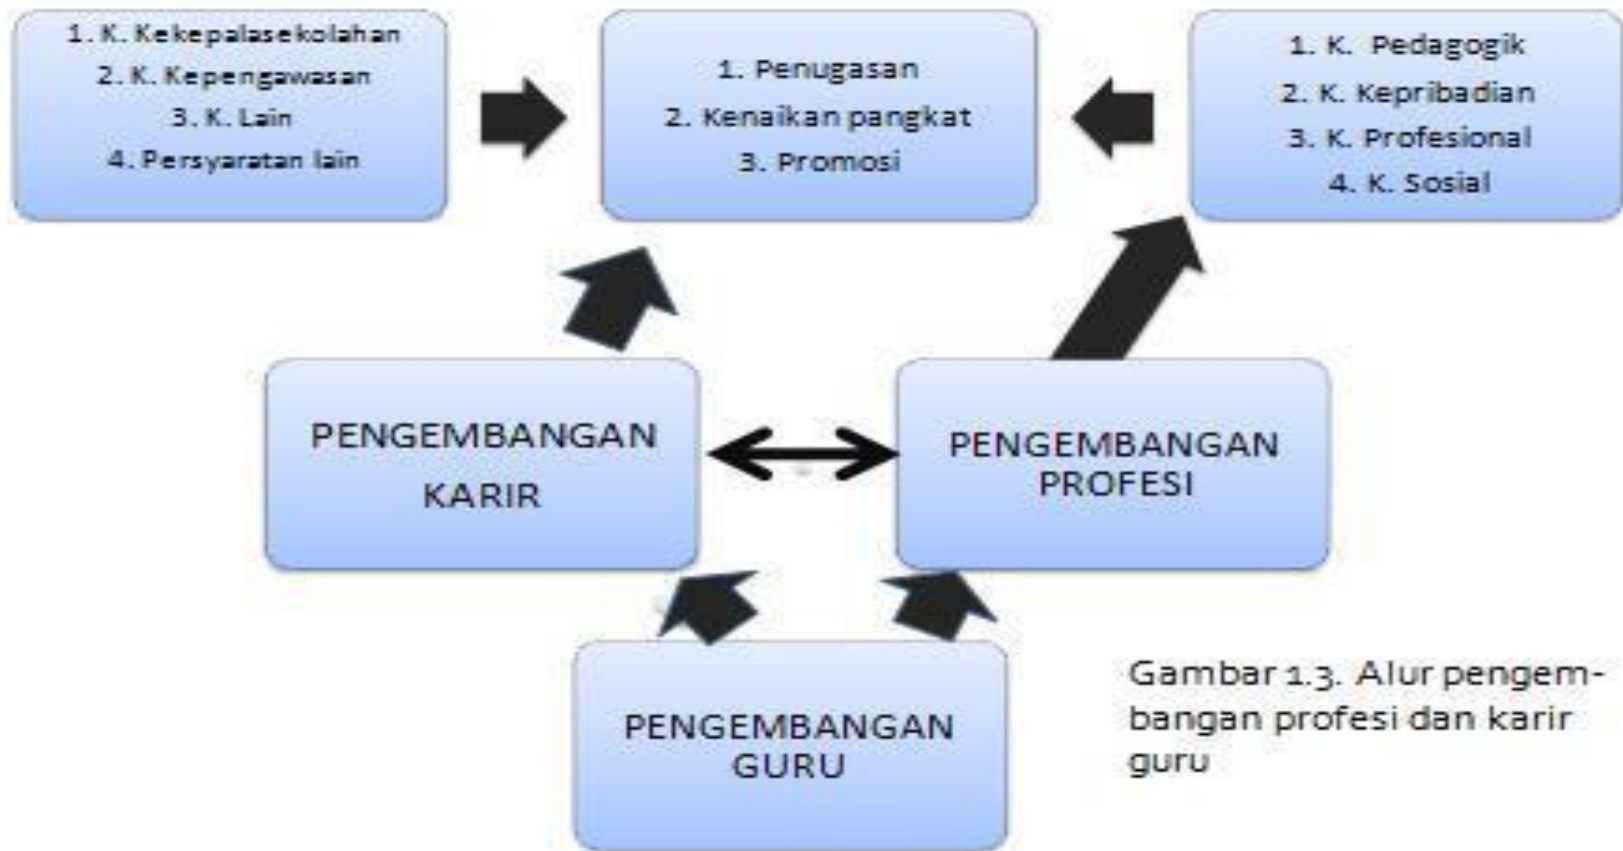 1. K. Kekepalasekolahan
2. K. Kepengawasan
3. K. Lain
4. Persyaratan lain
1. Penugasan
2. Kenaikan pangkat
3. Promosi
1. K. Pedagogik
2. K. Kepribadian
3. K. Profesional
4. K. Sosial
PENGEMBANGAN
KARIR
PENGEMBANGAN
PROFESI
PENGEMBANGAN
GURU
Gambar 1.3. Alur pengem-
bangan profesi dan karir
guru